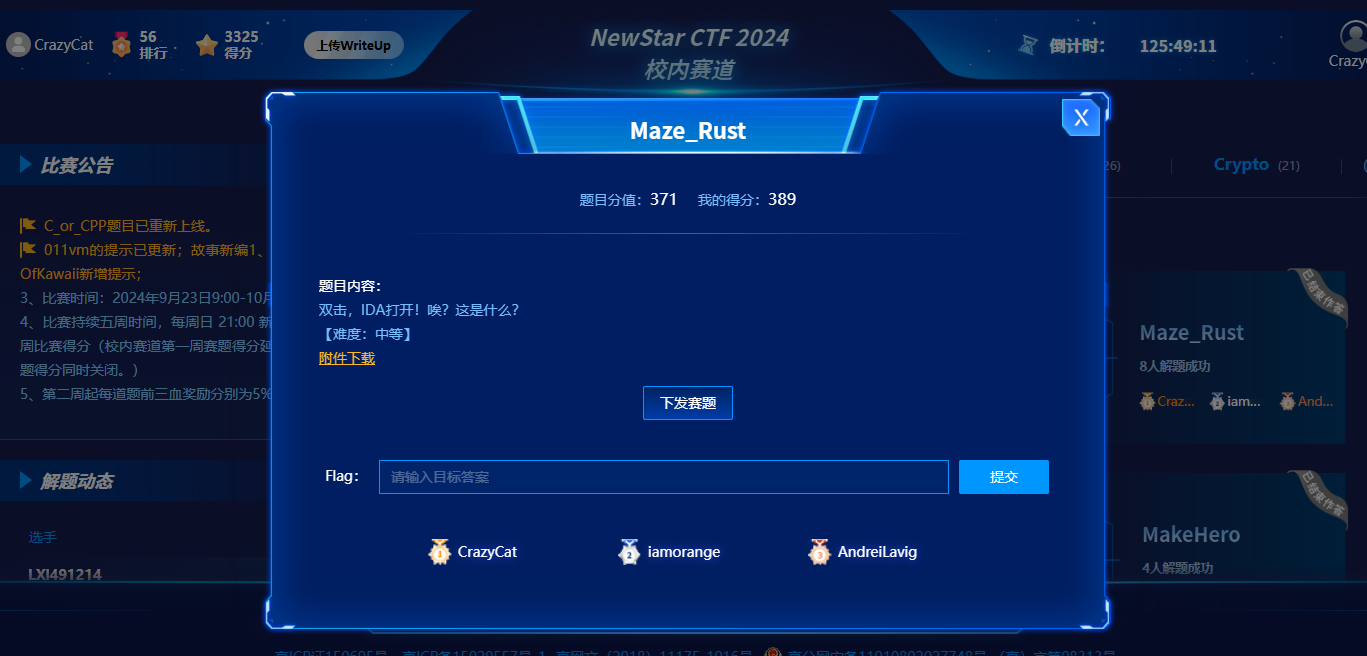 CrazyCat
56
排行
3325
得分
上传WriteUp
NewStar CTF 2024
校内赛道
倒计时：
125:49:11
Crazy
Maze_Rust
X
比赛公告
26)
Crypto (21)
题目分值：371 我的得分：389
C_or_CPP题目已重新上线。
011vm的提示已更新；故事新编1、
OfKawaii新增提示；
3、比赛时间：2024年9月23日9:00-10月
4、比赛持续五周时间，每周日 21:00 新
周比赛得分（校内赛道第一周赛题得分延
题得分同时关闭。）
5、第二周起每道题前三血奖励分别为5%
题目内容：
双击，IDA打开！唉？这是什么？
【难度：中等】
附件下载
下发赛题
已结束作答
Maze_Rust
8人解题成功
Craz...
iam...
And...
Flag：
请输入目标答案
提交
解题动态
选手
LXI491214
CrazyCat
iamorange
AndreiLavig
已结束作答
MakeHero
4人解题成功